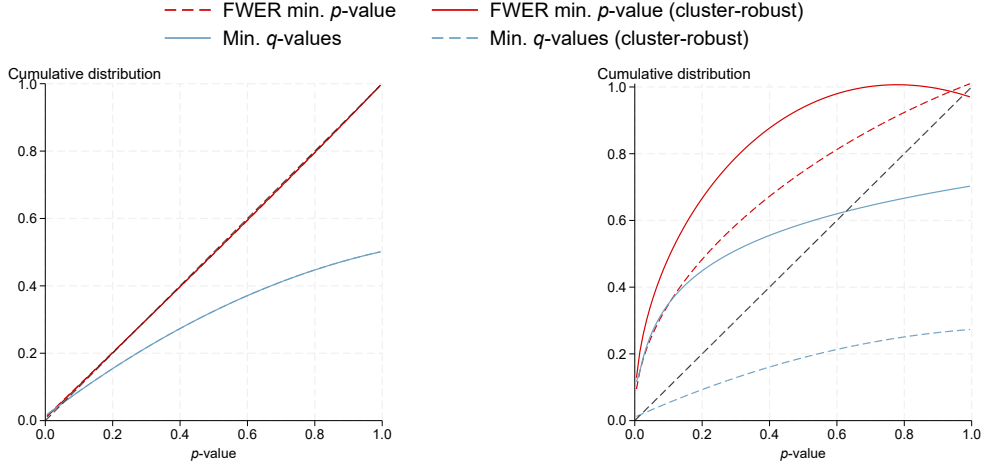 FWER min. p-value
FWER min. p-value (cluster-robust)
Min. q-values
Min. q-values (cluster-robust)
Cumulative distribution
1.0
0.8
0.6
0.4
0.2
0.0
0.0 0.2 0.4 0.6 0.8 1.0
p-value
Cumulative distribution
1.0
0.8
0.6
0.4
0.2
0.0
0.0 0.2 0.4 0.6 0.8 1.0
p-value